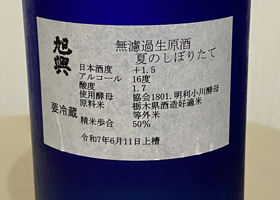 旭興
無濾過生原酒
夏のしぼりたて
日本酒度 +1.5
アルコール 16度
酸度 1.7
使用酵母 協会1801.明利小川酵母
原料米 栃木県酒造好適米
等外米
精米歩合 50%
要冷蔵
令和7年6月11日上槽